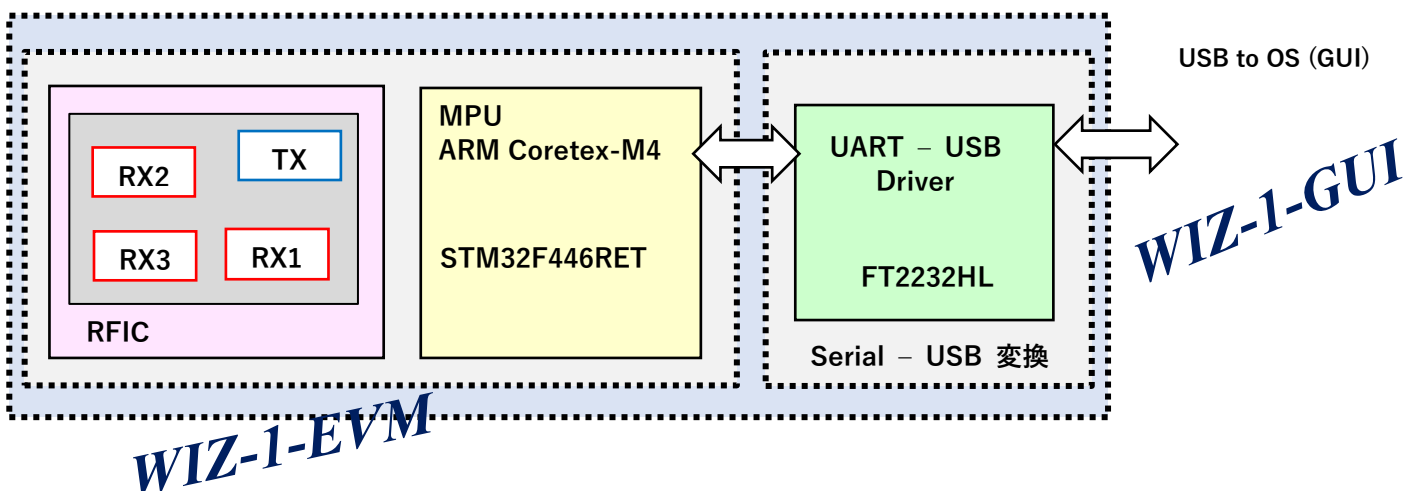 USB to OS (GUI)
MPU
ARM Coretex-M4
TX
RX2
UART – USB
Driver
RX3
RX1
STM32F446RET
FT2232HL
RFIC
Serial – USB 変換
WIZ-1-GUI
WIZ-1-EVM